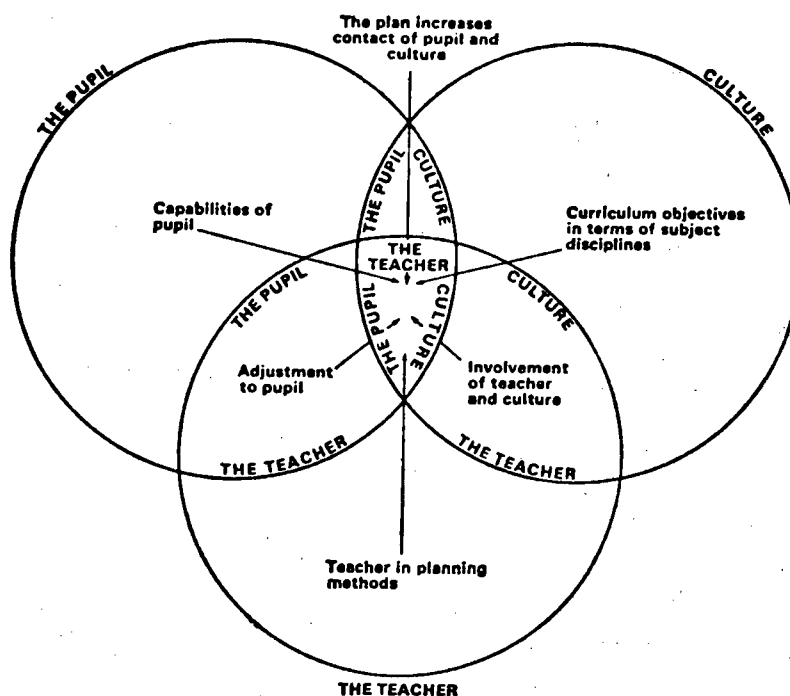 The plan increases
contact of pupil and
culture
THE PUPIL
CULTURE
THE PUPIL
CULTURE
Capabilities of
pupil
Curriculum objectives
in terms of subject
disciplines
THE
TEACHER
THE PUPIL
CULTURE
THE PUPIL
CULTURE
Adjustment
to pupil
Involvement
of teacher
and culture
THE TEACHER
THE TEACHER
Teacher in planning
methods
THE TEACHER